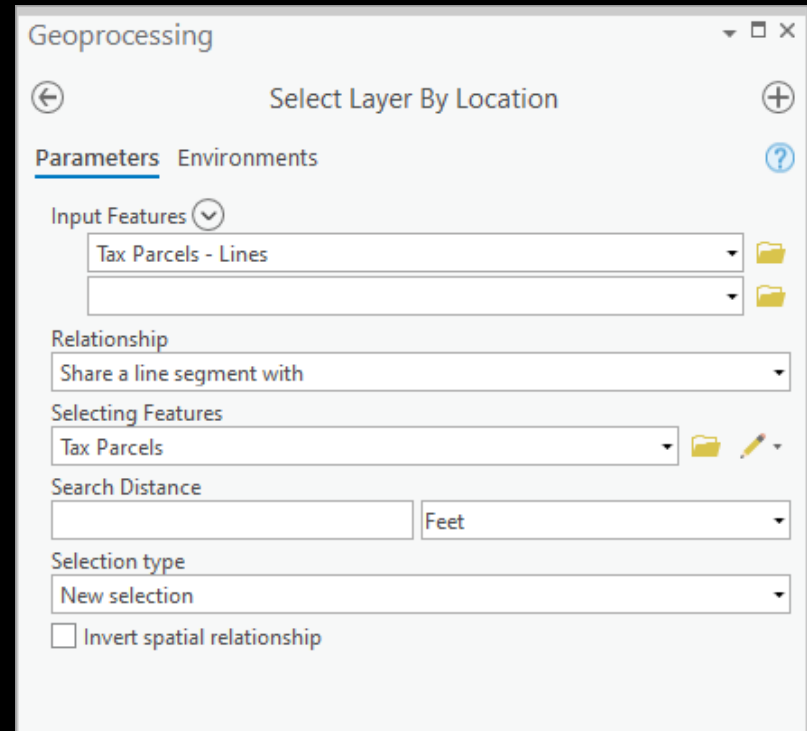 Geoprocessing
Select Layer By Location
Parameters Environments
Input Features
Tax Parcels - Lines
Relationship
Share a line segment with
Selecting Features
Tax Parcels
Search Distance
Feet
Selection type
New selection
Invert spatial relationship